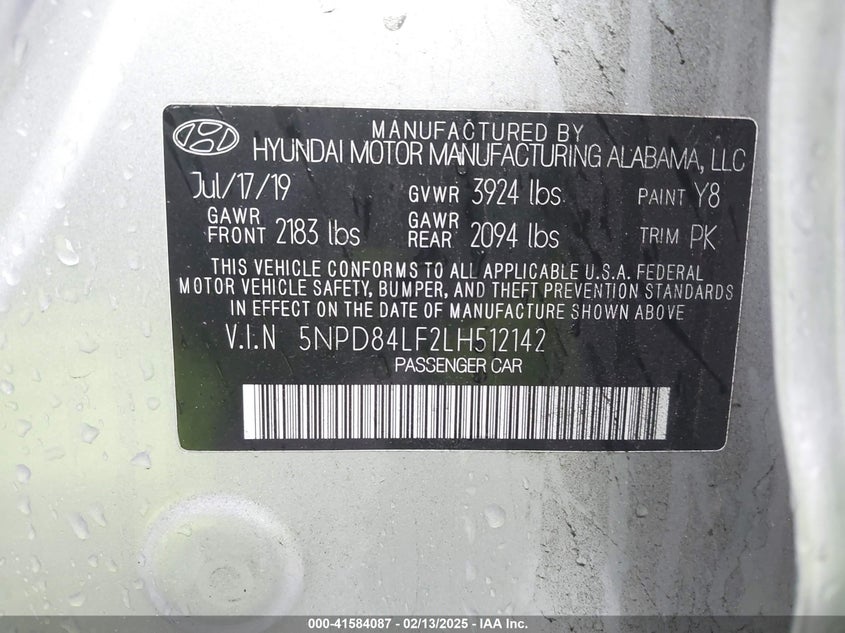 MANUFACTURED BY
HYUNDAI MOTOR MANUFACTURING ALABAMA, LLC
Jul/17/19 GVWR 3924 lbs PAINT Y8
GAWR FRONT 2183 lbs GAWR REAR 2094 lbs TRIM PK
THIS VEHICLE CONFORMS TO ALL APPLICABLE U.S.A. FEDERAL
MOTOR VEHICLE SAFETY, BUMPER, AND THEFT PREVENTION STANDARDS
IN EFFECT ON THE DATE OF MANUFACTURE SHOWN ABOVE
V.I.N 5NPD84LF2LH512142
PASSENGER CAR
000-41584087 - 02/13/2025 - IAA Inc.